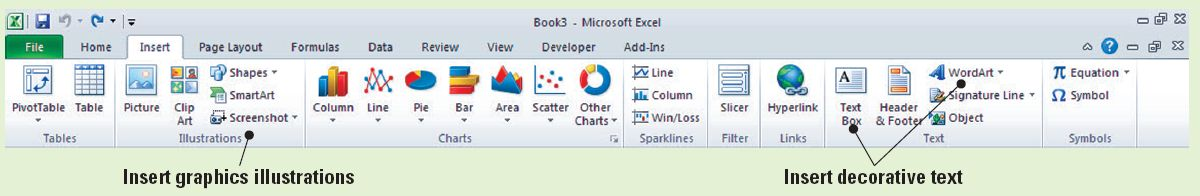 Book3 - Microsoft Excel
File Home Insert Page Layout Formulas Data Review View Developer Add-Ins
PivotTable
Table
Picture
Clip
Art
Shapes
SmartArt
Screenshot
Column
Line
Pie
Bar
Area
Scatter
Other
Charts
Line
Column
Win/Loss
Slicer
Hyperlink
Text
Box
Header
& Footer
WordArt
Signature Line
Object
Equation
Symbol
Tables Illustrations Charts Sparklines Filter Links Text Symbols
Insert graphics illustrations
Insert decorative text